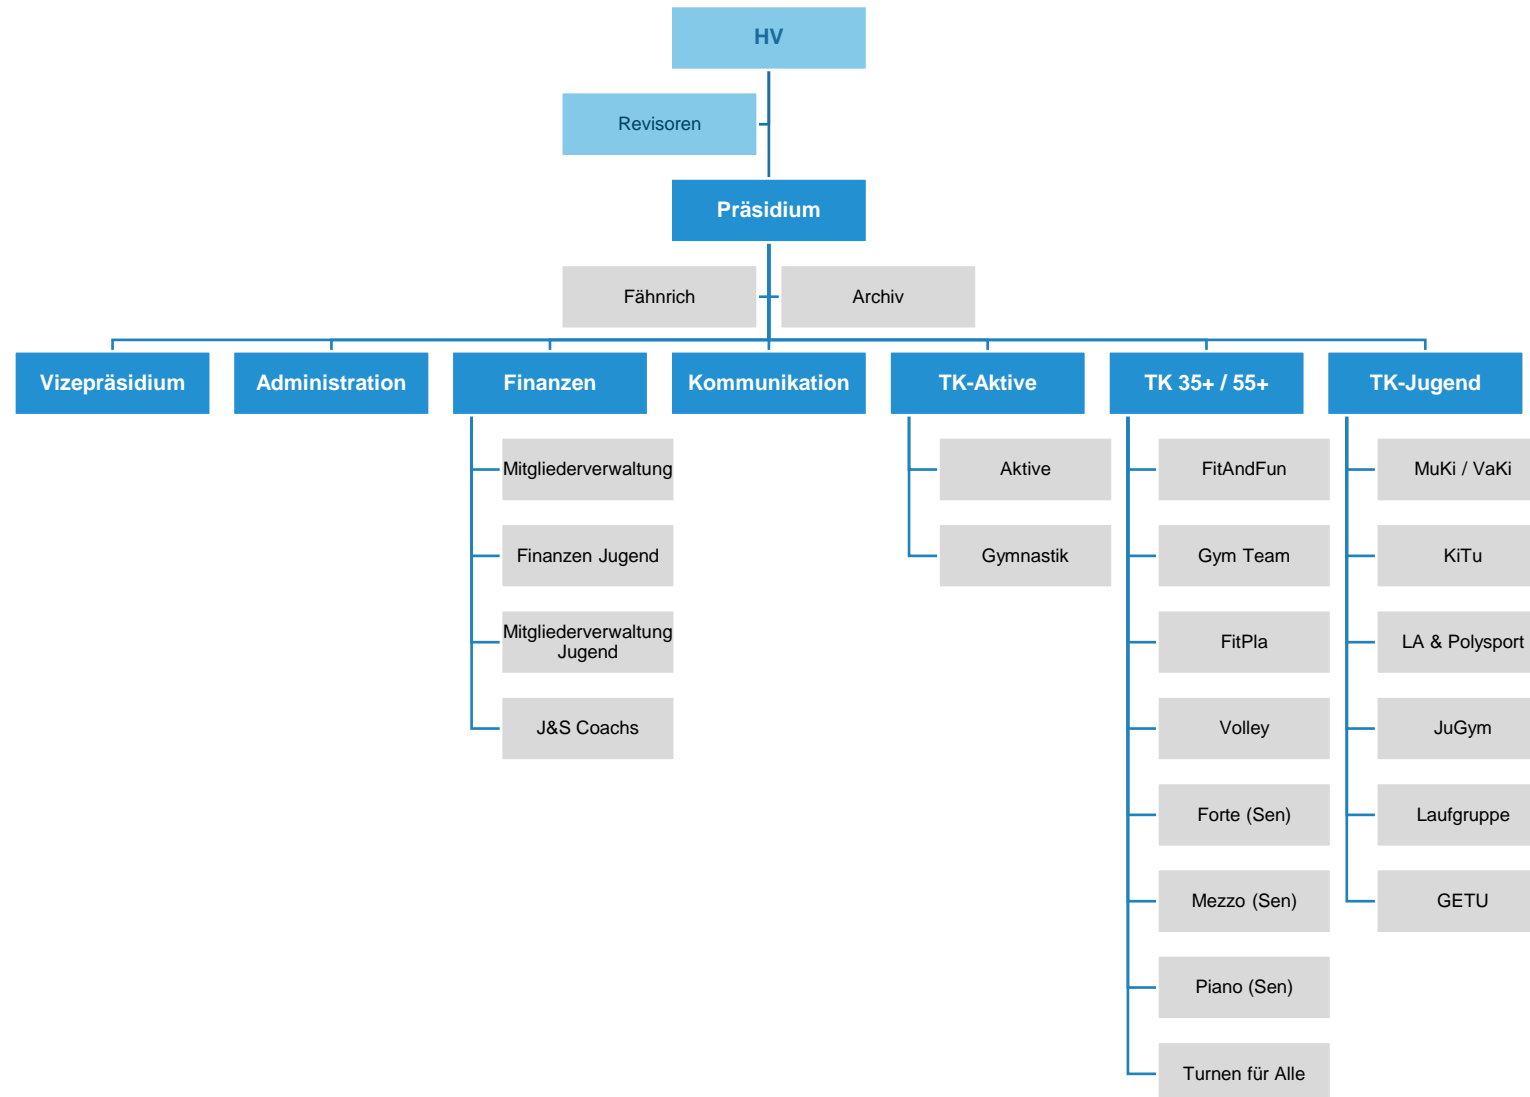 HV
Revisoren
Präsidium
Fähnrich
Archiv
Vizepräsidium
Administration
Finanzen
Kommunikation
TK-Aktive
TK 35+ / 55+
TK-Jugend
Mitgliederverwaltung
Finanzen Jugend
Mitgliederverwaltung
Jugend
J&S Coachs
Aktive
Gymnastik
FitAndFun
Gym Team
FitPla
Volley
Forte (Sen)
Mezzo (Sen)
Piano (Sen)
Turnen für Alle
MuKi / VaKi
KiTu
LA & Polysport
JuGym
Laufgruppe
GETU